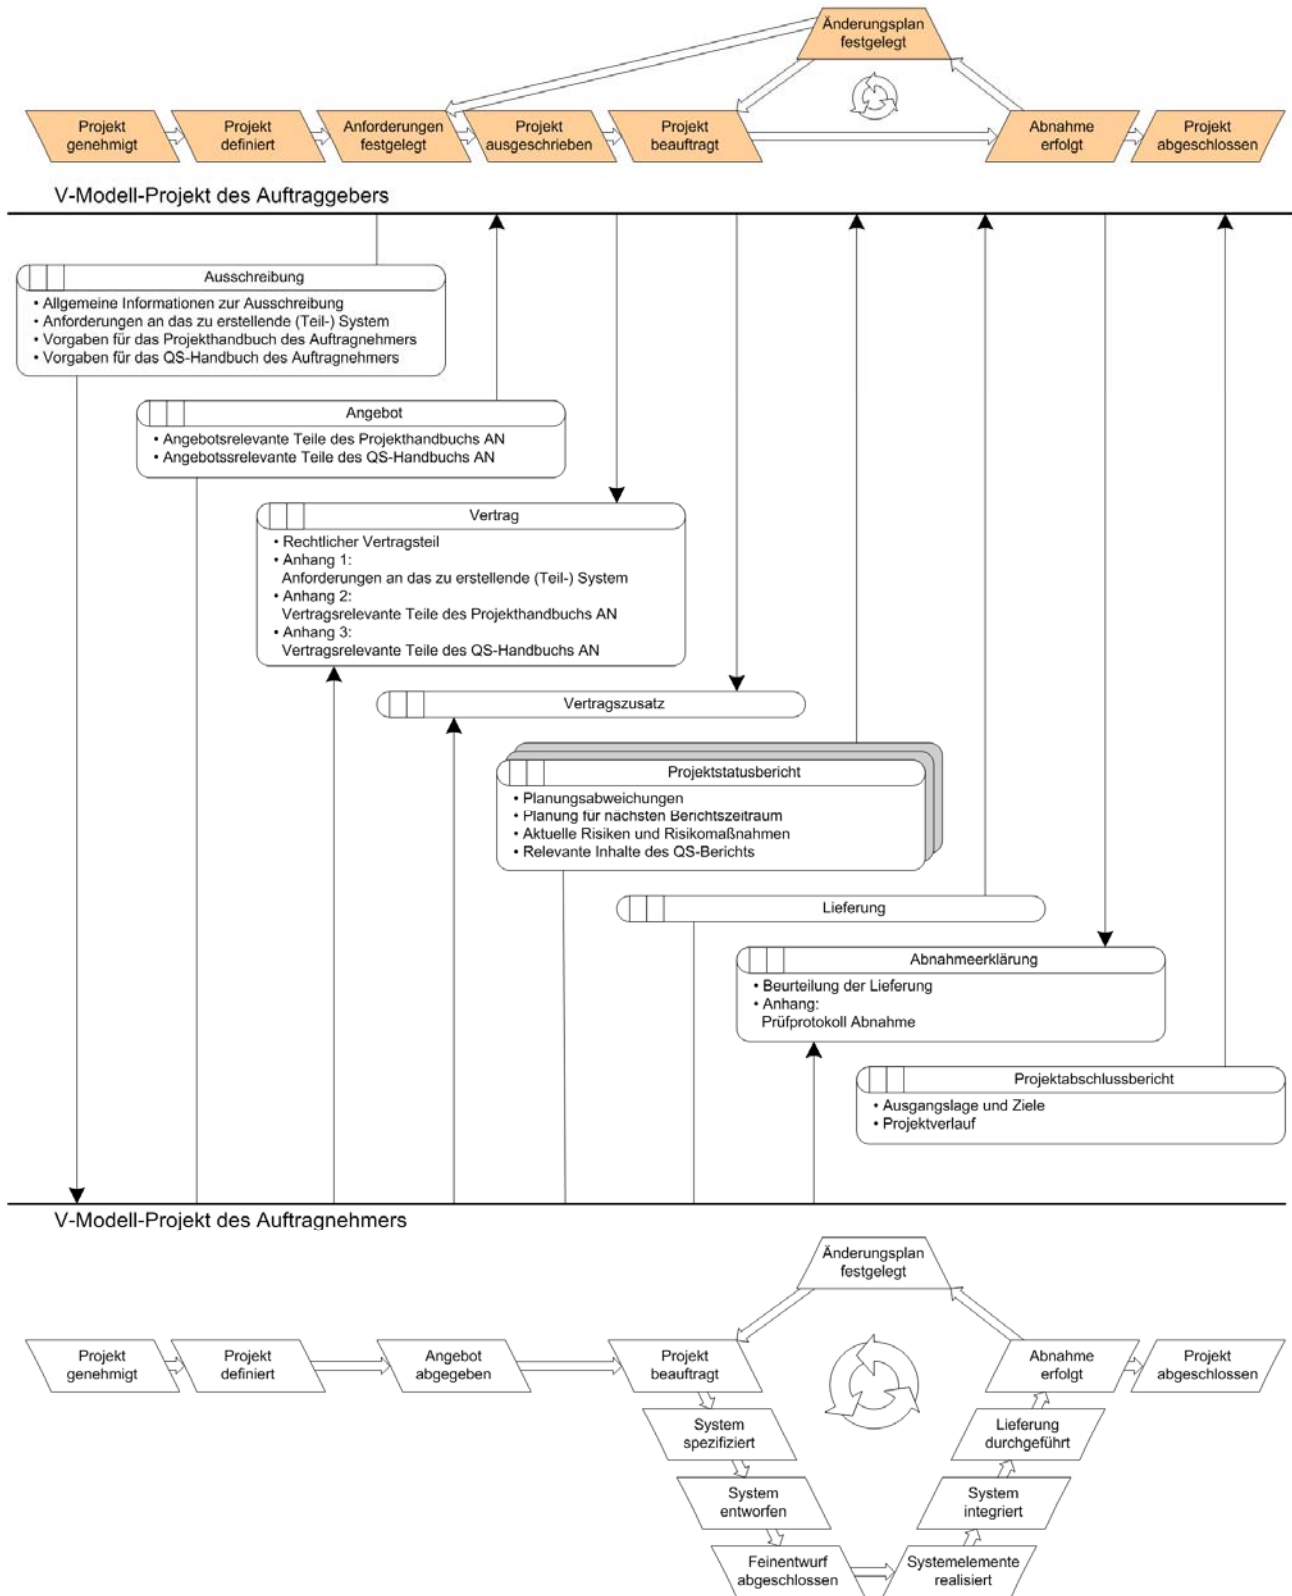 Änderungsplan
festgelegt
Projekt
genehmigt
Projekt
definiert
Anforderungen
festgelegt
Projekt
ausgeschrieben
Projekt
beauftragt
Abnahme
erfolgt
Projekt
abgeschlossen
V-Modell-Projekt des Auftraggebers
Ausschreibung
• Allgemeine Informationen zur Ausschreibung
• Anforderungen an das zu erstellende (Teil-) System
• Vorgaben für das Projekthandbuch des Auftragnehmers
• Vorgaben für das QS-Handbuch des Auftragnehmers
Angebot
• Angebotsrelevante Teile des Projekthandbuchs AN
• Angebotssrelevante Teile des QS-Handbuchs AN
Vertrag
• Rechtlicher Vertragsteil
• Anhang 1:
Anforderungen an das zu erstellende (Teil-) System
• Anhang 2:
Vertragsrelevante Teile des Projekthandbuchs AN
• Anhang 3:
Vertragsrelevante Teile des QS-Handbuchs AN
Vertragszusatz
Projektstatusbericht
• Planungsabweichungen
• Planung für nächsten Berichtszeitraum
• Aktuelle Risiken und Risikomaßnahmen
• Relevante Inhalte des QS-Berichts
Lieferung
Abnahmeerklärung
• Beurteilung der Lieferung
• Anhang:
Prüfprotokoll Abnahme
Projektabschlussbericht
• Ausgangslage und Ziele
• Projektverlauf
V-Modell-Projekt des Auftragnehmers
Änderungsplan
festgelegt
Projekt
genehmigt
Projekt
definiert
Angebot
abgegeben
Projekt
beauftragt
Abnahme
erfolgt
Projekt
abgeschlossen
System
spezifiziert
Lieferung
durchgeführt
System
entworfen
System
integriert
Feinentwurf
abgeschlossen
Systemelemente
realisiert